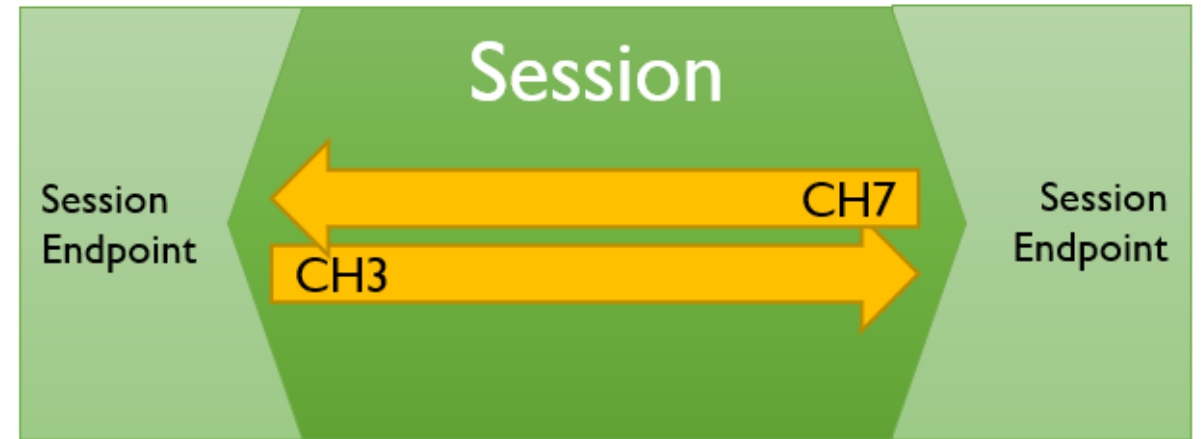 Session
CH7
Session
Endpoint
CH3
Session
Endpoint